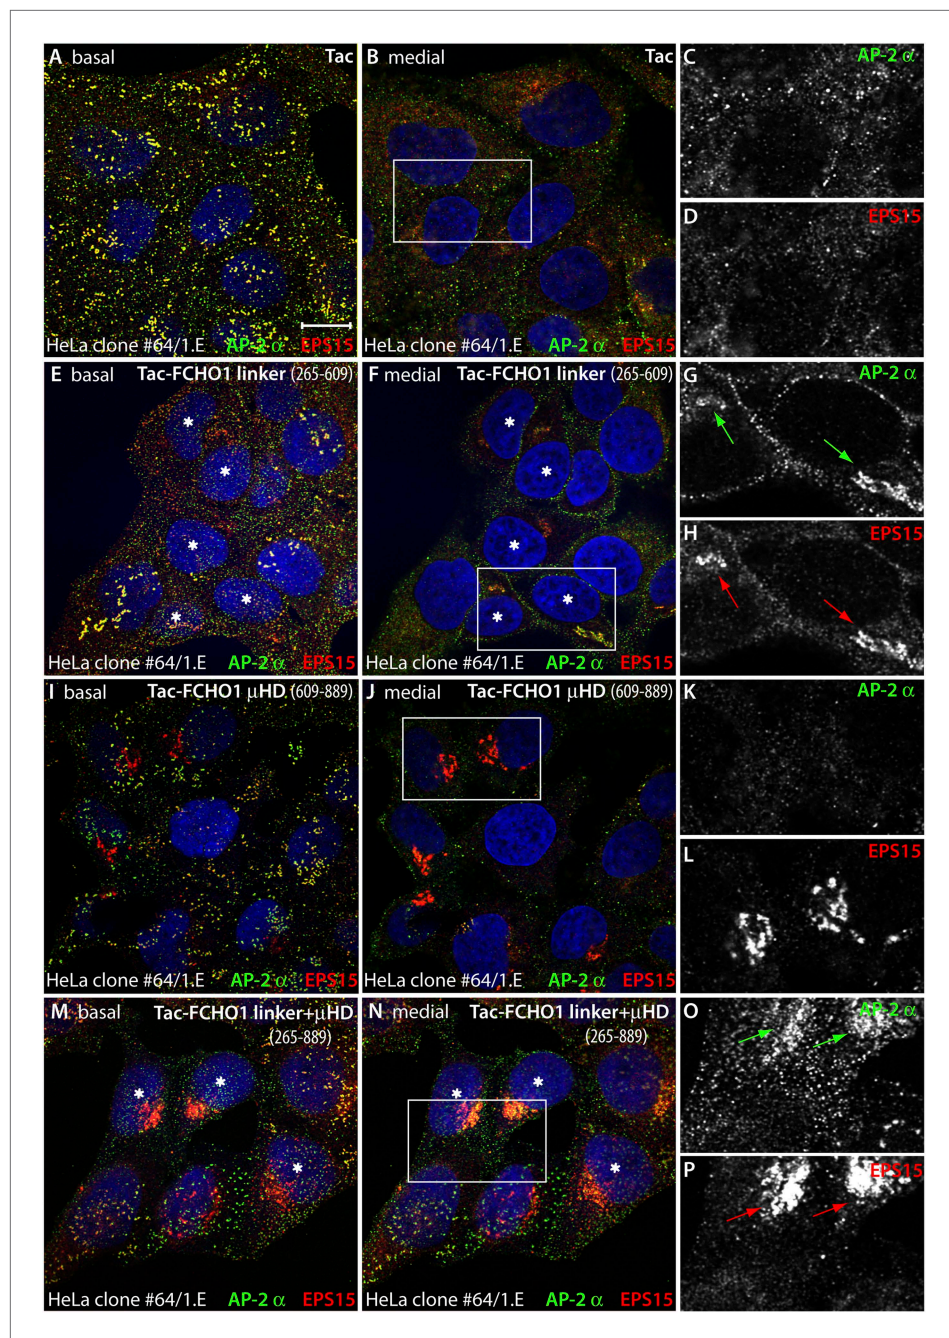 A basal Tac
B medial Tac
C AP-2 α
D EPS15
HeLa clone #64/1.E AP-2 α EPS15
HeLa clone #64/1.E AP-2 α EPS15
E basal Tac-FCHO1 linker (265-609)
F medial Tac-FCHO1 linker (265-609)
G AP-2 α
H EPS15
HeLa clone #64/1.E AP-2 α EPS15
HeLa clone #64/1.E AP-2 α EPS15
I basal Tac-FCHO1 μHD (609-889)
J medial Tac-FCHO1 μHD (609-889)
K AP-2 α
L EPS15
HeLa clone #64/1.E AP-2 α EPS15
HeLa clone #64/1.E AP-2 α EPS15
M basal Tac-FCHO1 linker+μHD
(265-889)
N medial Tac-FCHO1 linker+μHD
(265-889)
O AP-2 α
P EPS15
HeLa clone #64/1.E AP-2 α EPS15
HeLa clone #64/1.E AP-2 α EPS15